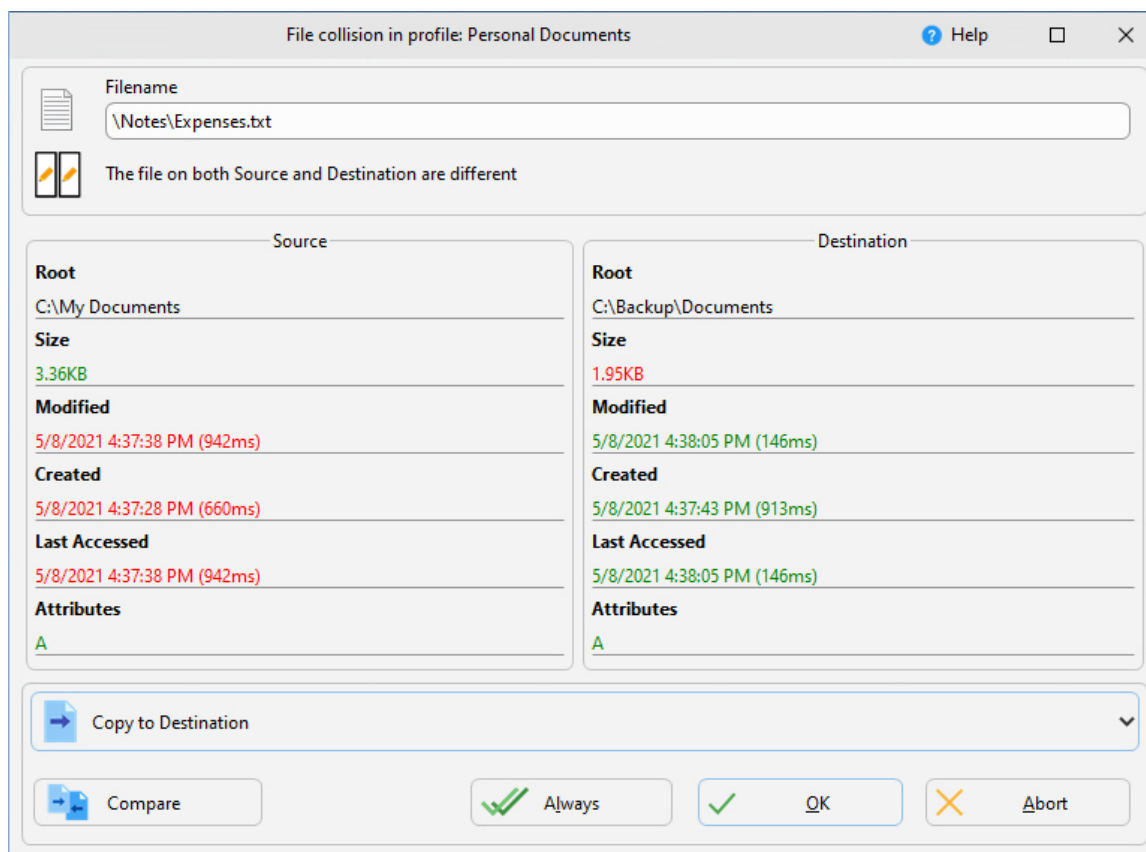 File collision in profile: Personal Documents
Help
Filename
\Notes\Expenses.txt
The file on both Source and Destination are different
Source
Root
C:\My Documents
Size
3.36KB
Modified
5/8/2021 4:37:38 PM (942ms)
Created
5/8/2021 4:37:28 PM (660ms)
Last Accessed
5/8/2021 4:37:38 PM (942ms)
Attributes
A
Destination
Root
C:\Backup\Documents
Size
1.95KB
Modified
5/8/2021 4:38:05 PM (146ms)
Created
5/8/2021 4:37:43 PM (913ms)
Last Accessed
5/8/2021 4:38:05 PM (146ms)
Attributes
A
Copy to Destination
Compare
Always
OK
Abort